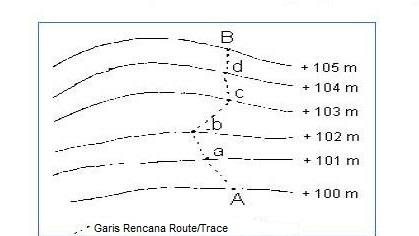 B
+ 105 m
d
+ 104 m
c
+ 103 m
b
+ 102 m
a
+ 101 m
A
+ 100 m
Garis Rencana Route/Trace